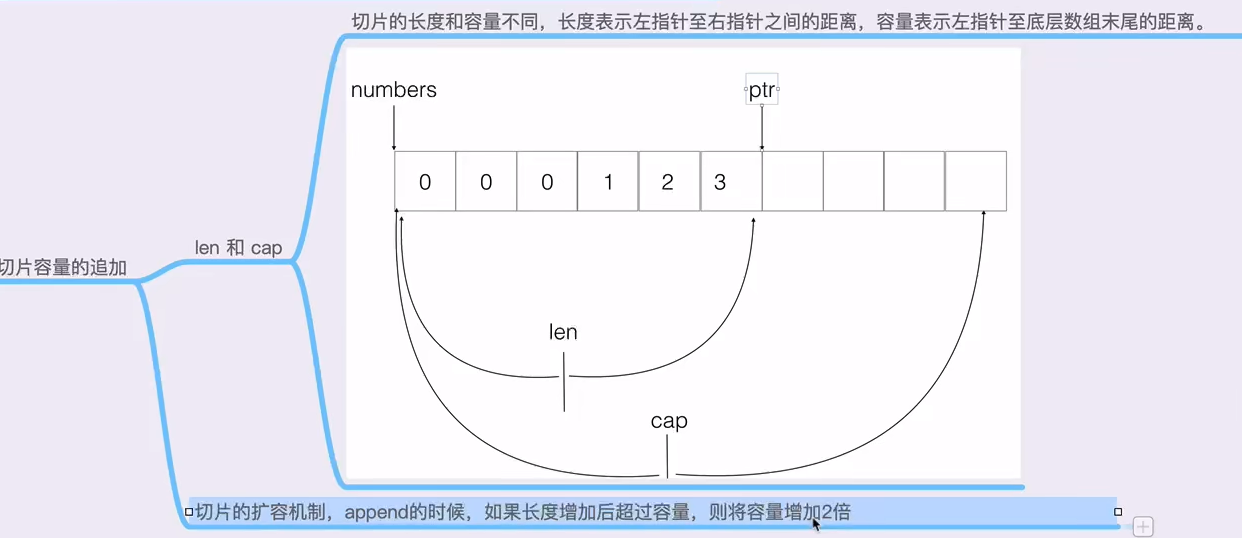 切片的长度和容量不同，长度表示左指针至右指针之间的距离，容量表示左指针至底层数组末尾的距离。
numbers
ptr
0 0 0 1 2 3
len 和 cap
切片容量的追加
len
cap
切片的扩容机制，append的时候，如果长度增加后超过容量，则将容量增加2倍